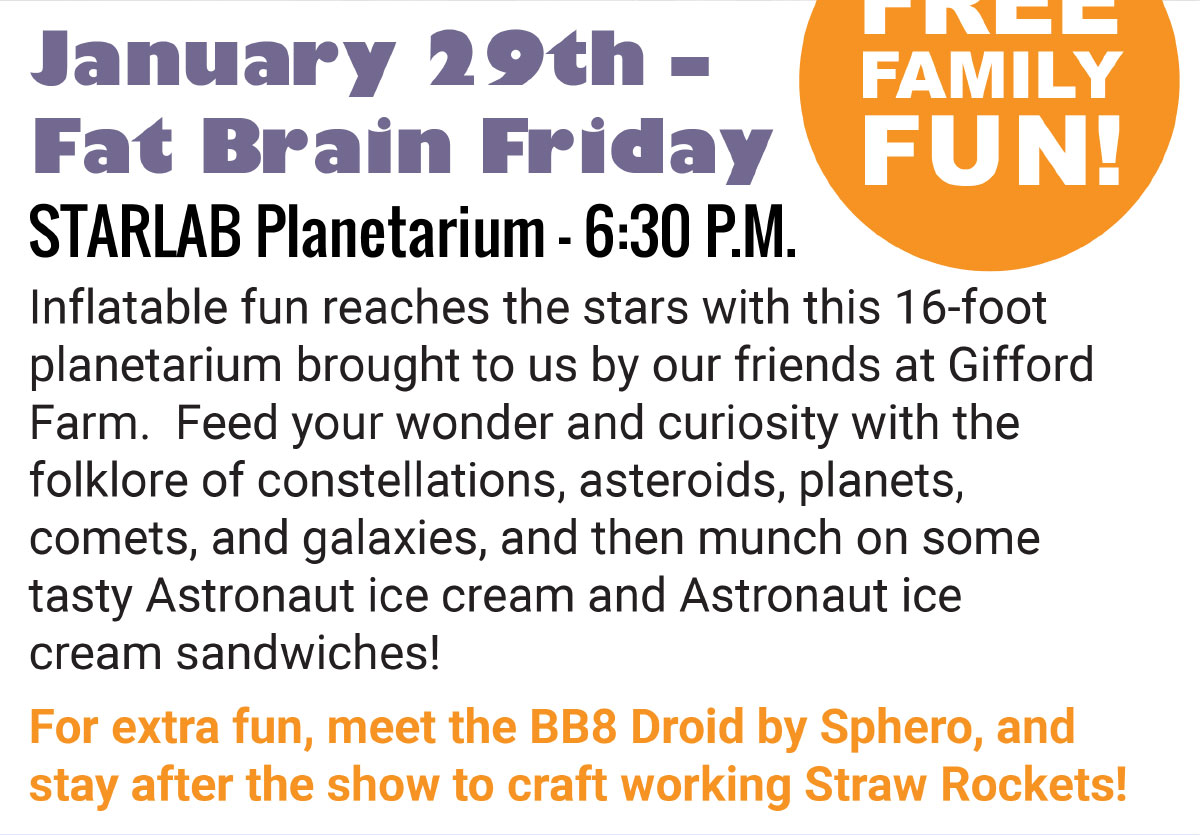 January 29th –
Fat Brain Friday
FREE
FAMILY
FUN!
STARLAB Planetarium - 6:30 P.M.
Inflatable fun reaches the stars with this 16-foot
planetarium brought to us by our friends at Gifford
Farm.  Feed your wonder and curiosity with the
folklore of constellations, asteroids, planets,
comets, and galaxies, and then munch on some
tasty Astronaut ice cream and Astronaut ice
cream sandwiches!
For extra fun, meet the BB8 Droid by Sphero, and
stay after the show to craft working Straw Rockets!